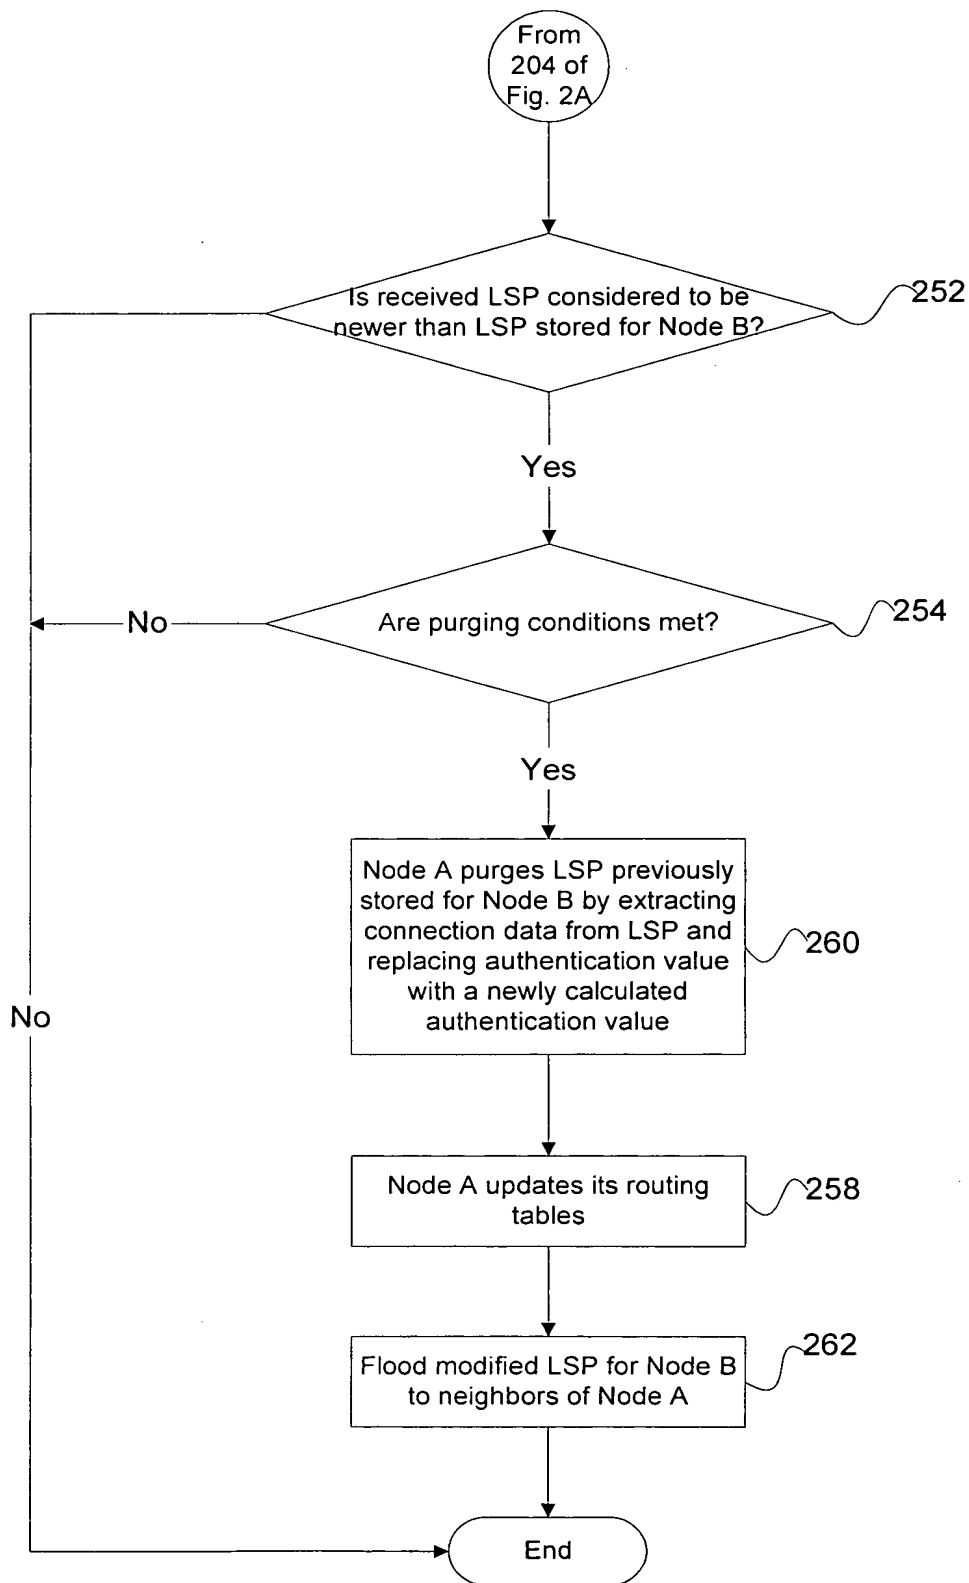 From
204 of
Fig. 2A
Is received LSP considered to be
newer than LSP stored for Node B?
252
Yes
Are purging conditions met?
254
No
Yes
Node A purges LSP previously
stored for Node B by extracting
connection data from LSP and
replacing authentication value
with a newly calculated
authentication value
260
No
Node A updates its routing
tables
258
Flood modified LSP for Node B
to neighbors of Node A
262
End